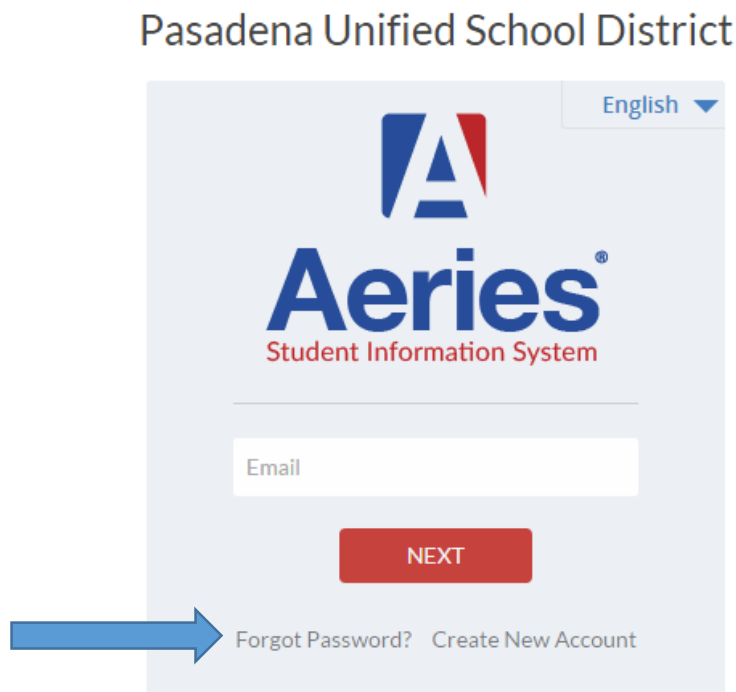 Pasadena Unified School District
English
Aeries®
Student Information System
Email
NEXT
Forgot Password? Create New Account